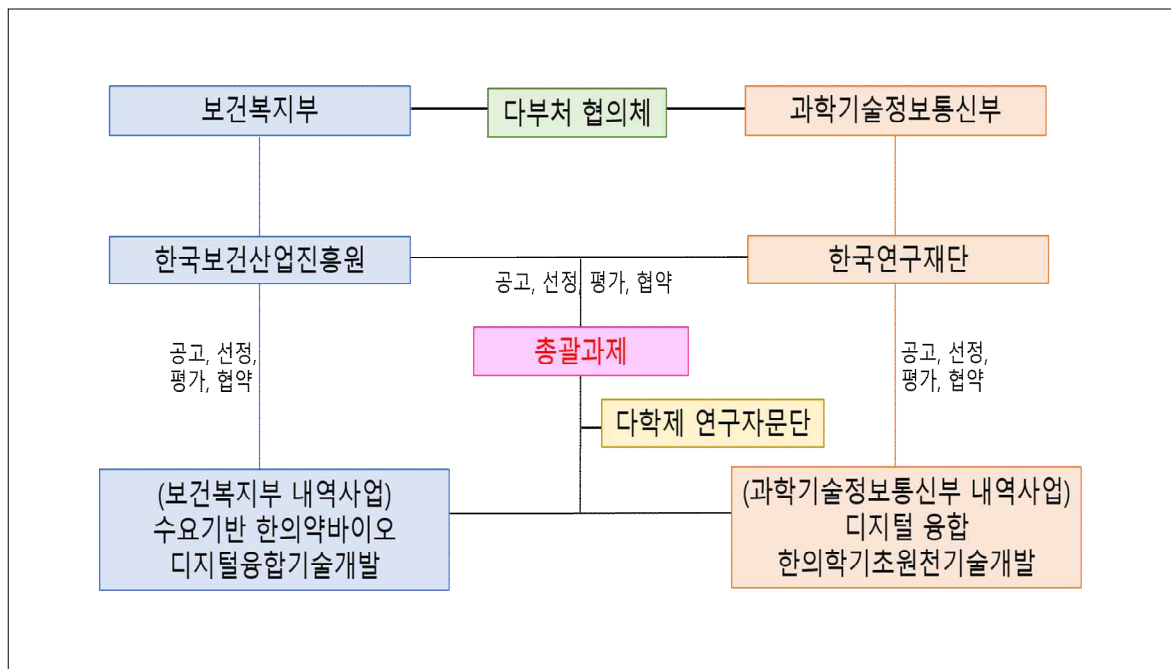 보건복지부
다부처 협의체
과학기술정보통신부
한국보건산업진흥원
한국연구재단
공고, 선정, 평가, 협약
총괄과제
공고, 선정,
평가, 협약
공고, 선정,
평가, 협약
다학제 연구자문단
(보건복지부 내역사업)
수요기반 한의약바이오
디지털융합기술개발
(과학기술정보통신부 내역사업)
디지털 융합
한의학기초원천기술개발